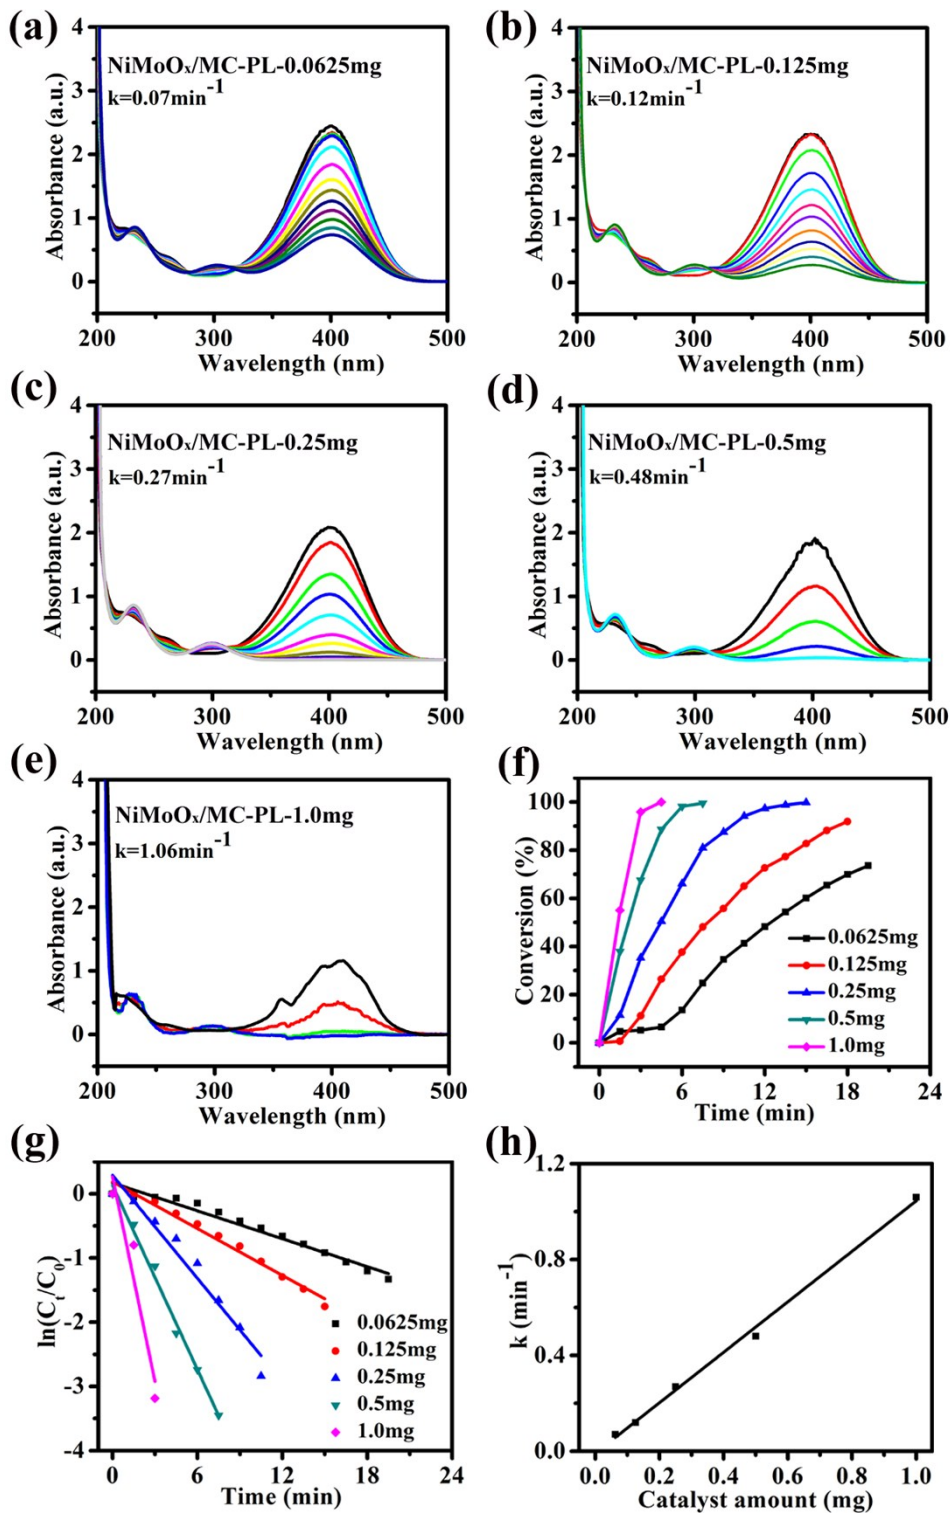 (a)
NiMoOx/MC-PL-0.0625mg
k=0.07min-1
Absorbance (a.u.)
4
3
2
1
0
200 300 400 500
Wavelength (nm)
(b)
NiMoOx/MC-PL-0.125mg
k=0.12min-1
Absorbance (a.u.)
4
3
2
1
0
200 300 400 500
Wavelength (nm)
(c)
NiMoOx/MC-PL-0.25mg
k=0.27min-1
Absorbance (a.u.)
4
3
2
1
0
200 300 400 500
Wavelength (nm)
(d)
NiMoOx/MC-PL-0.5mg
k=0.48min-1
Absorbance (a.u.)
4
3
2
1
0
200 300 400 500
Wavelength (nm)
(e)
NiMoOx/MC-PL-1.0mg
k=1.06min-1
Absorbance (a.u.)
4
3
2
1
0
200 300 400 500
Wavelength (nm)
(f)
Conversion (%)
100
80
60
40
20
0
0.0625mg
0.125mg
0.25mg
0.5mg
1.0mg
0 6 12 18 24
Time (min)
(g)
ln(Ct/C0)
0
-1
-2
-3
-4
0.0625mg
0.125mg
0.25mg
0.5mg
1.0mg
0 6 12 18 24
Time (min)
(h)
k (min-1)
1.2
0.8
0.4
0.0
0.0 0.2 0.4 0.6 0.8 1.0
Catalyst amount (mg)